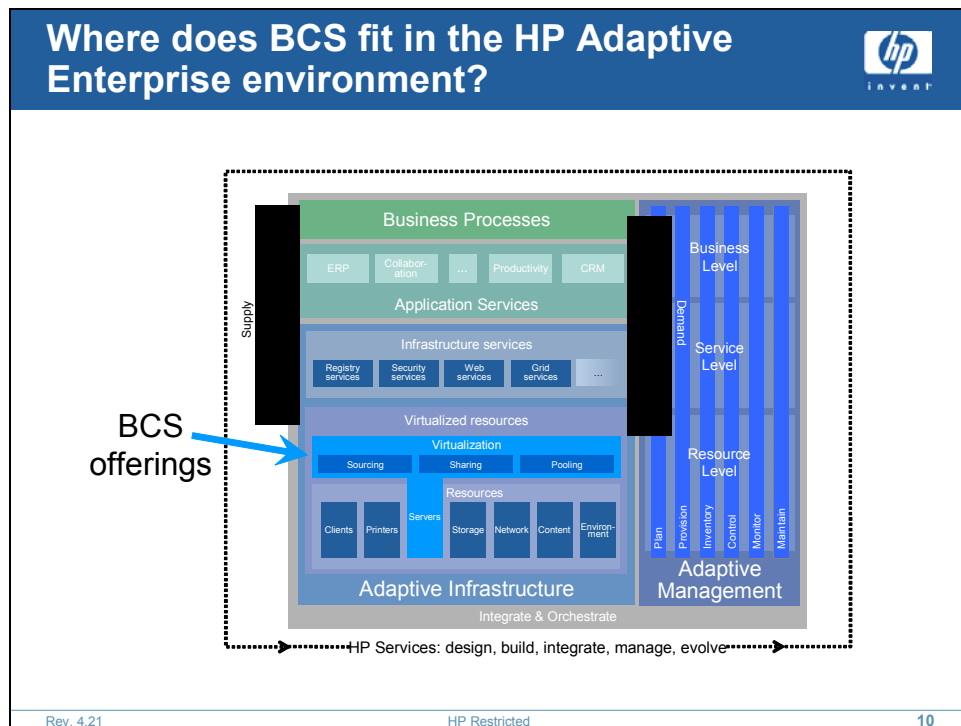 Where does BCS fit in the HP Adaptive
Enterprise environment?
hp
invent
Business Processes
ERP
Collabor-
ation
...
Productivity
CRM
Application Services
Supply
Infrastructure services
Registry
services
Security
services
Web
services
Grid
services
...
BCS
offerings
Virtualized resources
Virtualization
Sourcing
Sharing
Pooling
Resources
Clients
Printers
Servers
Storage
Network
Content
Environ-
ment
Adaptive Infrastructure
Demand
Business
Level
Service
Level
Resource
Level
Plan
Provision
Inventory
Control
Monitor
Maintain
Adaptive
Management
Integrate & Orchestrate
HP Services: design, build, integrate, manage, evolve
Rev. 4.21
HP Restricted
10